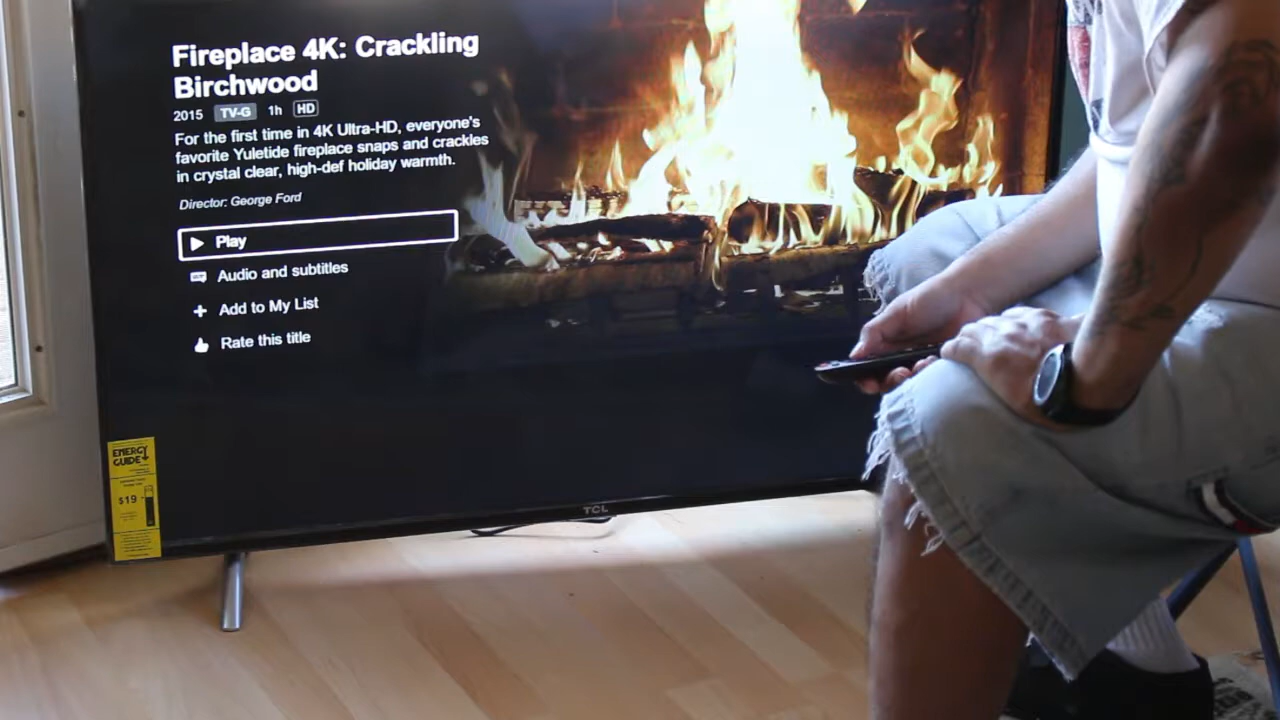 Fireplace 4K: Crackling
Birchwood
2015 TV-G 1h HD
For the first time in 4K Ultra-HD, everyone's
favorite Yuletide fireplace snaps and crackles
in crystal clear, high-def holiday warmth.
Director: George Ford
Play
Audio and subtitles
Add to My List
Rate this title
ENERGY
GUIDE
$19
TCL